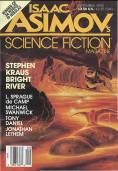 ISAAC
ASIMOV'S
SCIENCE FICTION
MAGAZINE
STEPHEN
KRAUS
BRIGHT
RIVER
L. SPRAGUE
de CAMP
MICHAEL
SWANWICK
TONY
DANIEL
JONATHAN
LETHEM